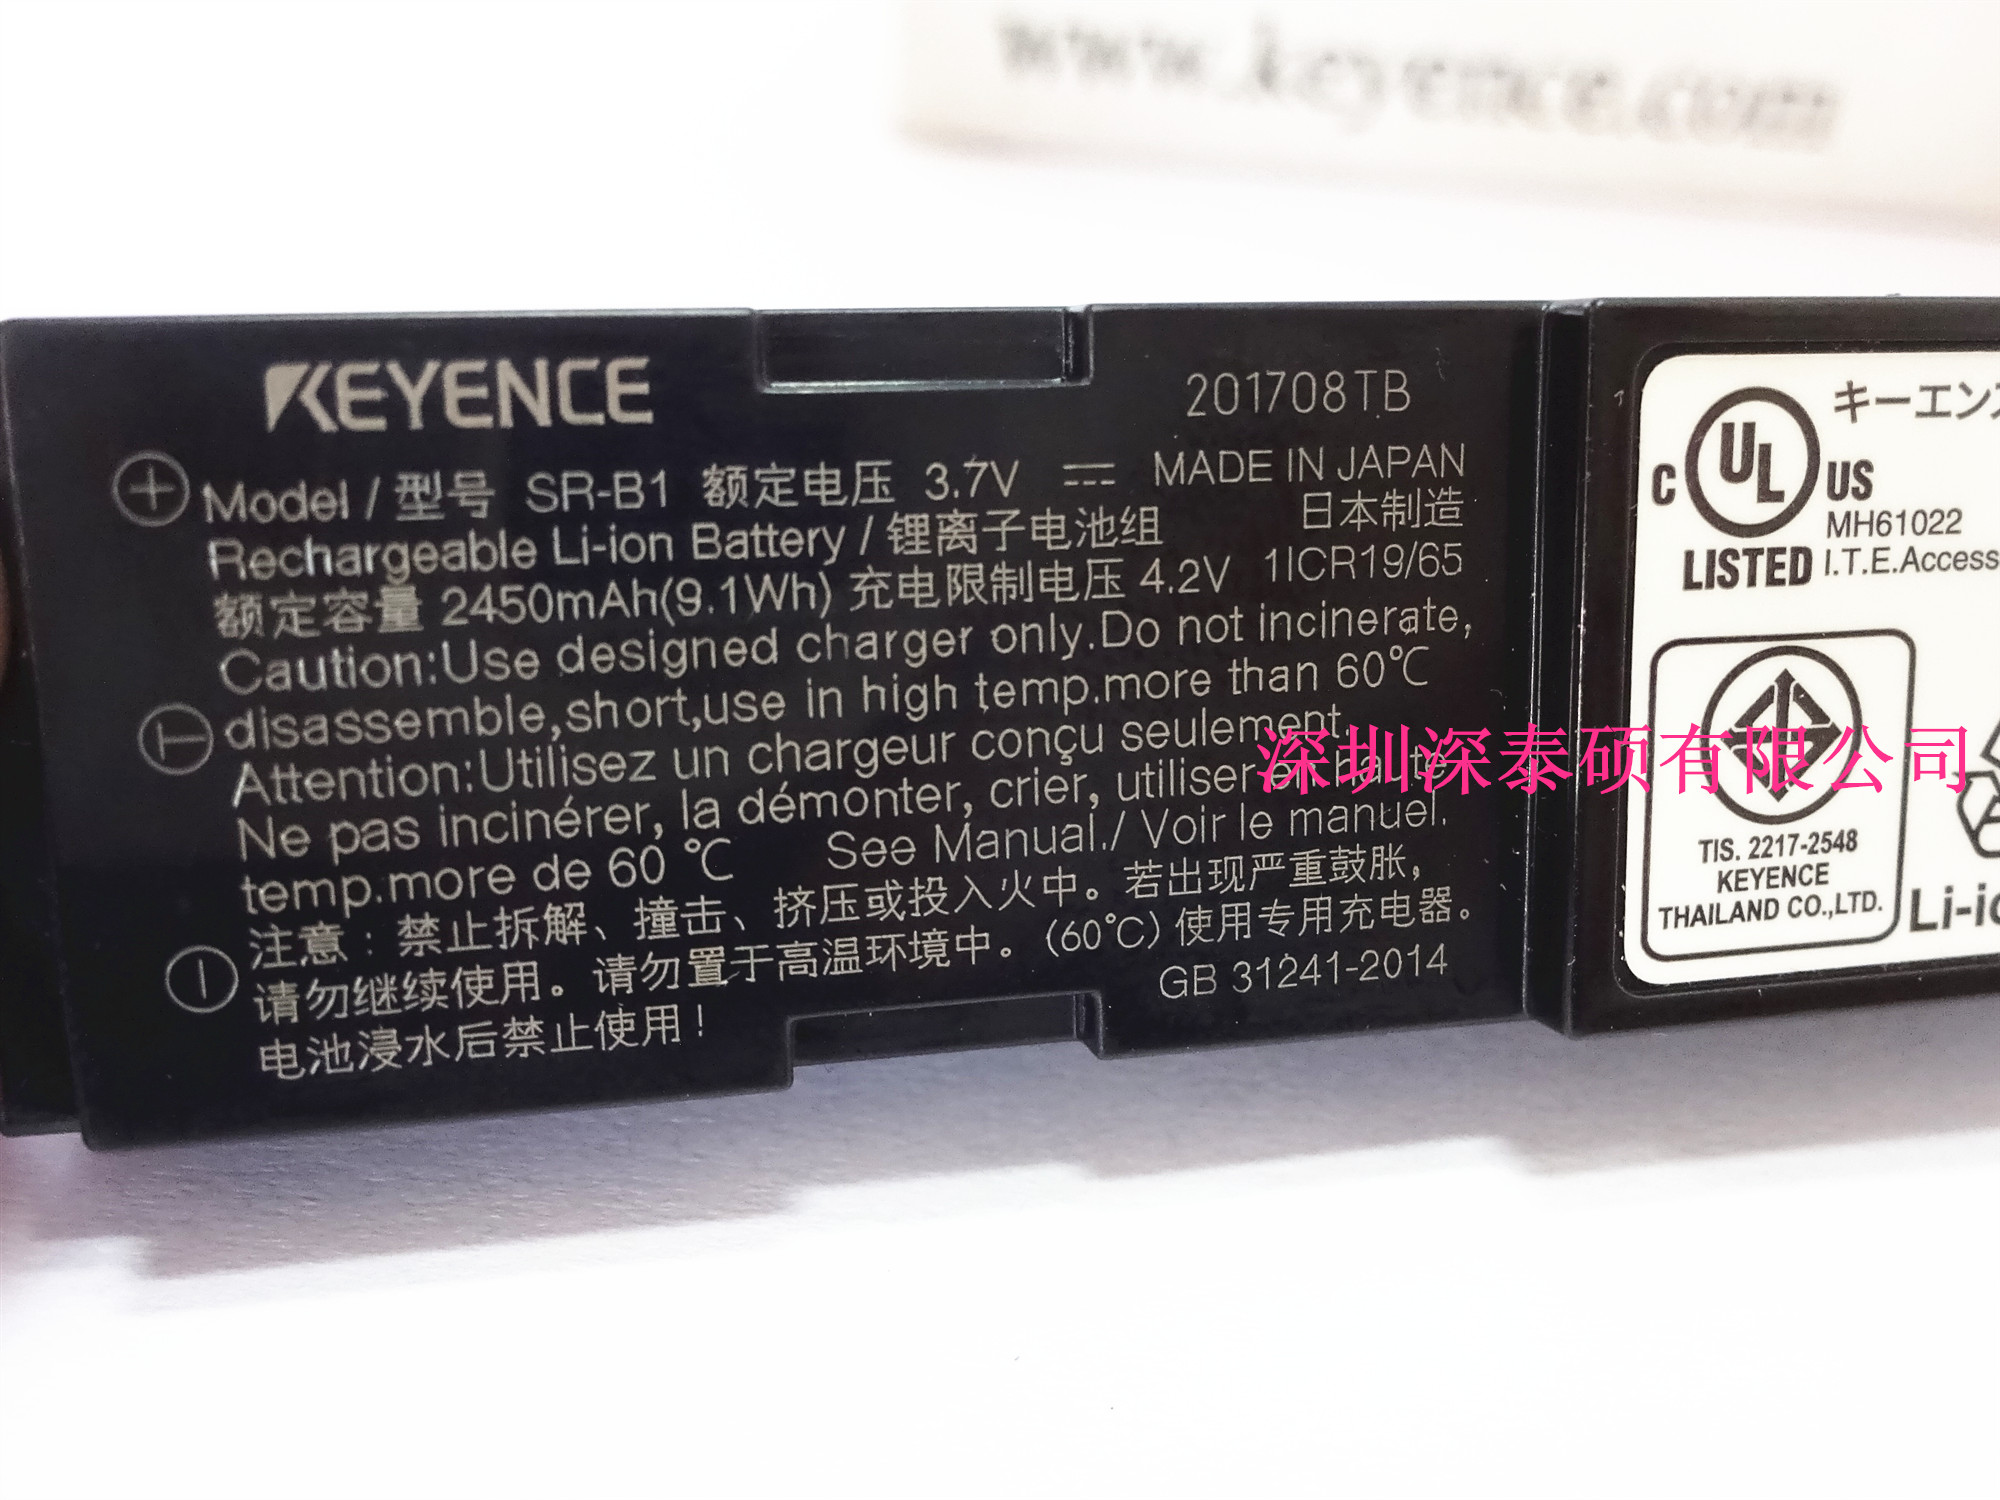 www.keyence.com
KEYENCE
201708TB
Model / 型号 SR-B1 额定电压 3.7V MADE IN JAPAN
Rechargeable Li-ion Battery / 锂离子电池组 日本制造
额定容量 2450mAh(9.1Wh) 充电限制电压 4.2V 1ICR19/65
Caution:Use designed charger only.Do not incinerate,
disassemble,short,use in high temp.more than 60℃
Attention:Utilisez un chargeur conçu seulement.
Ne pas incinérer, la démonter, crier, utiliser en haute
temp.more de 60 ℃ See Manual./ Voir le manuel.
注意：禁止拆解、撞击、挤压或投入火中。若出现严重鼓胀，
请勿继续使用。请勿置于高温环境中。(60℃) 使用专用充电器。
电池浸水后禁止使用！ GB 31241-2014
深圳深泰硕有限公司
キーエンス
C UL US
MH61022
LISTED I.T.E.Access
TIS. 2217-2548
KEYENCE
THAILAND CO.,LTD.
Li-io